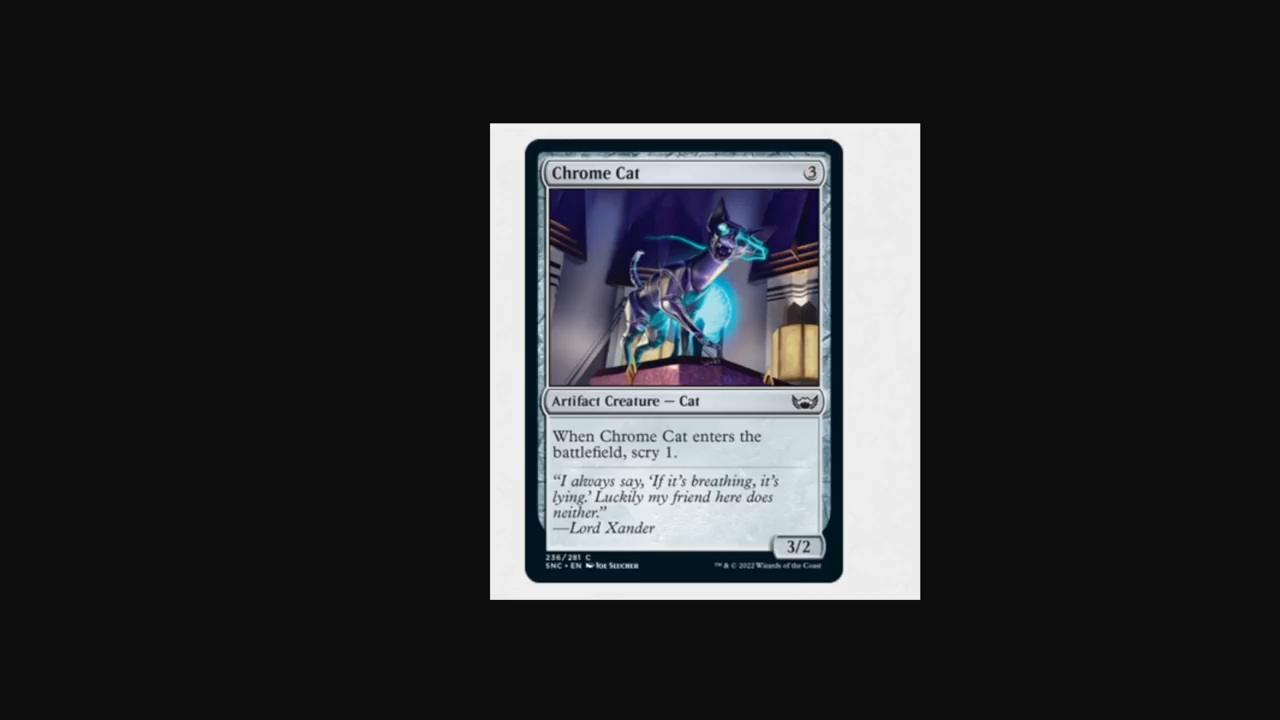 Chrome Cat 3
Artifact Creature — Cat
When Chrome Cat enters the
battlefield, scry 1.
“I always say, ‘If it’s breathing, it’s
lying.’ Luckily my friend here does
neither.”
—Lord Xander
3/2
236/281 C
SNC • EN Joe Slucher
™ & © 2022 Wizards of the Coast